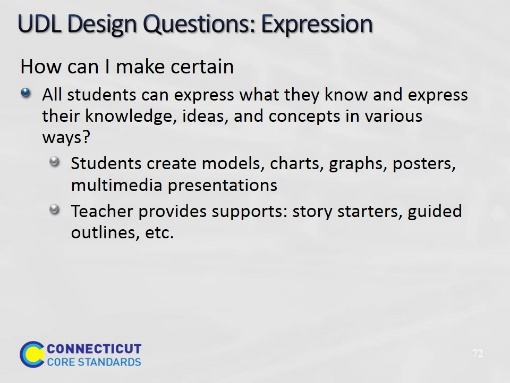 UDL Design Questions: Expression
How can I make certain
All students can express what they know and express
their knowledge, ideas, and concepts in various
ways?
Students create models, charts, graphs, posters,
multimedia presentations
Teacher provides supports: story starters, guided
outlines, etc.
CONNECTICUT
CORE STANDARDS
72